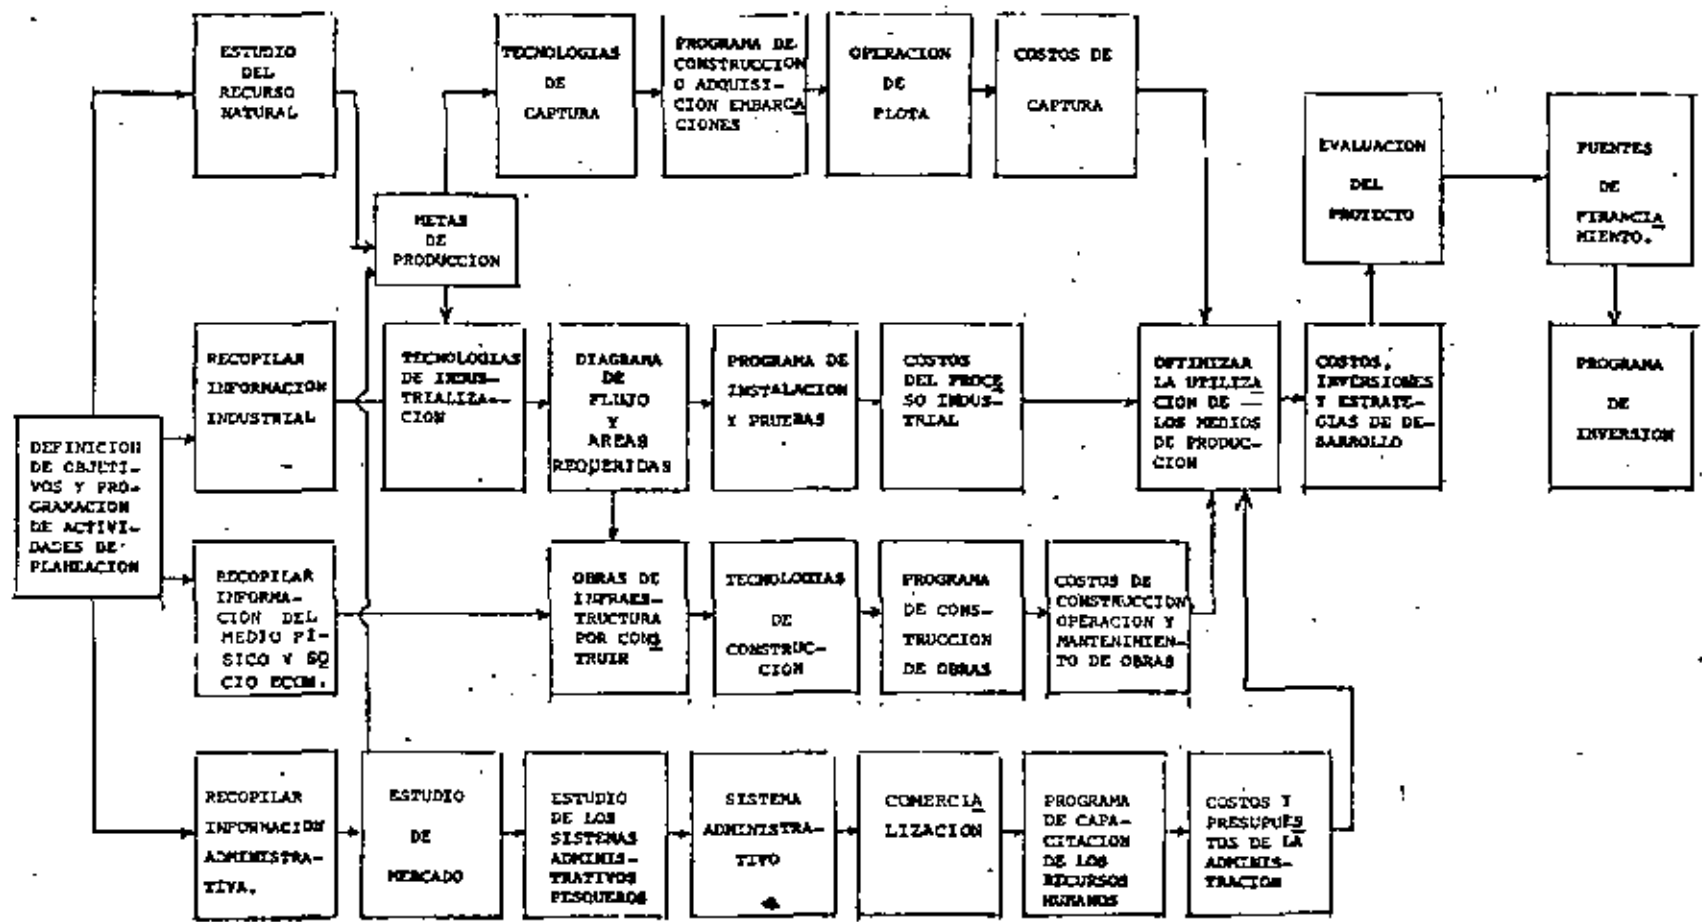 ESTUDIO
DEL
RECURSO
NATURAL
TECNOLOGIAS
DE
CAPTURA
PROGRAMA DE
CONSTRUCCION
O ADQUISI-
CION EMBARCA
CIONES
OPERACION
DE
FLOTA
COSTOS DE
CAPTURA
EVALUACION
DEL
PROYECTO
FUENTES
DE
FINANCIA
MIENTO.
METAS
DE
PRODUCCION
RECOPILAR
INFORMACION
INDUSTRIAL
TECNOLOGIAS
DE INDUS-
TRIALIZA-
CION
DIAGRAMA
DE
FLUJO
Y
AREAS
REQUERIDAS
PROGRAMA DE
INSTALACION
Y PRUEBAS
COSTOS
DEL PROCE
SO INDUS-
TRIAL
OPTIMIZAR
LA UTILIZA
CION DE —
LOS MEDIOS
DE PRODUC-
CION
COSTOS,
INVERSIONES
Y ESTRATE-
GIAS DE DE-
SARROLLO
PROGRAMA
DE
INVERSION
DEFINICION
DE OBJETI-
VOS Y PRO-
GRAMACION
DE ACTIVI-
DADES DE
PLANEACION
RECOPILAR
INFORMA-
CION DEL
MEDIO FI-
SICO Y SO
CIO ECON.
OBRAS DE
INFRAES-
TRUCTURA
POR CONS
TRUIR
TECNOLOGIAS
DE
CONSTRUC-
CION
PROGRAMA
DE CONS-
TRUCCION
DE OBRAS
COSTOS DE
CONSTRUCCION
OPERACION Y
MANTENIMIEN-
TO DE OBRAS
RECOPILAR
INFORMACION
ADMINISTRA-
TIVA.
ESTUDIO
DE
MERCADO
ESTUDIO
DE LOS
SISTEMAS
ADMINIS-
TRATIVOS
PESQUEROS
SISTEMA
ADMINISTRA-
TIVO
COMERCIA
LIZACION
PROGRAMA
DE CAPA-
CITACION
DE LOS
RECURSOS
HUMANOS
COSTOS Y
PRESUPUES
TOS DE LA
ADMINIS-
TRACION